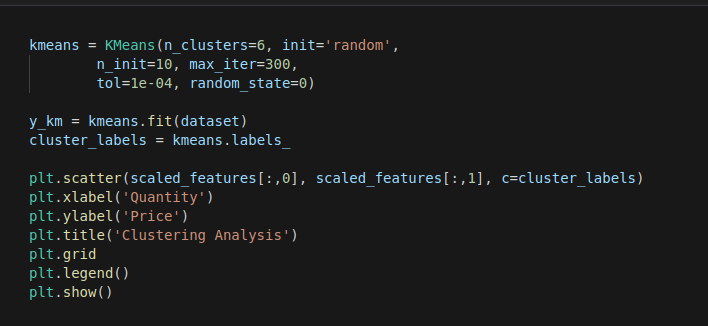 kmeans = KMeans(n_clusters=6, init='random',
n_init=10, max_iter=300,
tol=1e-04, random_state=0)
y_km = kmeans.fit(dataset)
cluster_labels = kmeans.labels_
plt.scatter(scaled_features[:,0], scaled_features[:,1], c=cluster_labels)
plt.xlabel('Quantity')
plt.ylabel('Price')
plt.title('Clustering Analysis')
plt.grid
plt.legend()
plt.show()